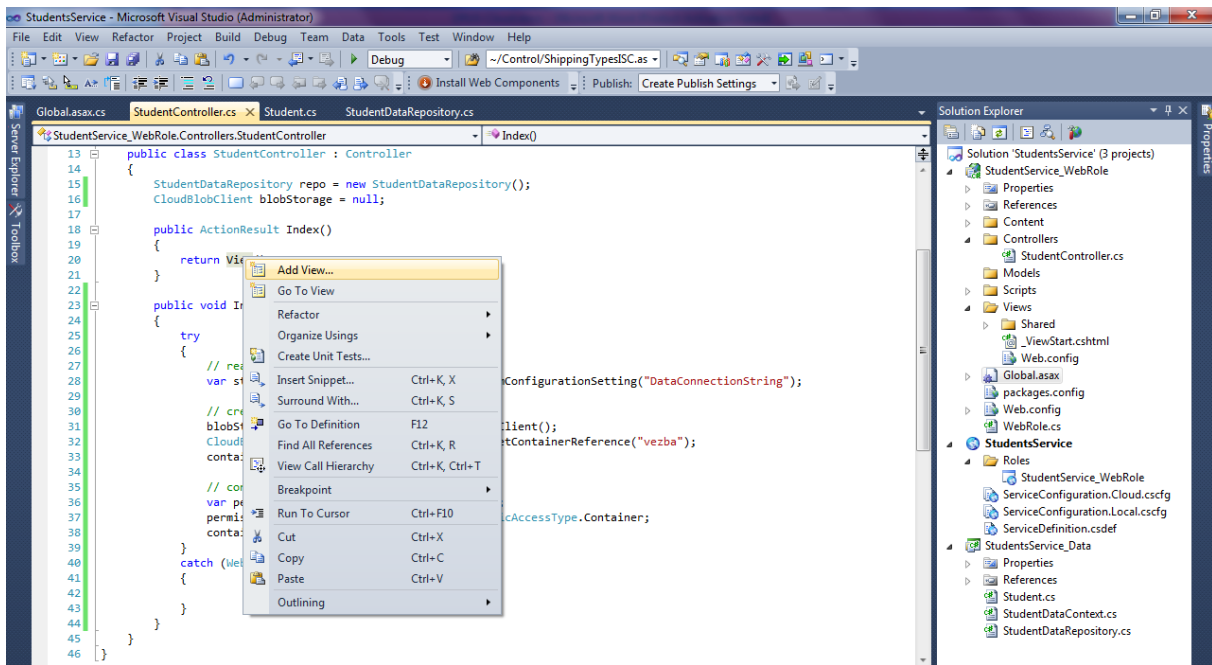 StudentsService - Microsoft Visual Studio (Administrator)
File Edit View Refactor Project Build Debug Team Data Tools Test Window Help
Debug ~/Control/ShippingTypesISC.as
Install Web Components Publish: Create Publish Settings
Server Explorer
Toolbox
Global.asax.cs StudentController.cs Student.cs StudentDataRepository.cs
StudentService_WebRole.Controllers.StudentController Index()
13 public class StudentController : Controller
14 {
15 StudentDataRepository repo = new StudentDataRepository();
16 CloudBlobClient blobStorage = null;
17
18 public ActionResult Index()
19 {
20 return Vie
21 }
22
23 public void In
24 {
25 try
26 {
27 // rea
28 var st nConfigurationSetting("DataConnectionString");
29
30 // cre
31 blobSt lient();
32 Cloud etContainerReference("vezba");
33 contai
34
35 // con
36 var pe
37 permis cAccessType.Container;
38 contai
39 }
40 catch (Web
41 {
42
43 }
44 }
45 }
46 }
Add View...
Go To View
Refactor
Organize Usings
Create Unit Tests...
Insert Snippet... Ctrl+K, X
Surround With... Ctrl+K, S
Go To Definition F12
Find All References Ctrl+K, R
View Call Hierarchy Ctrl+K, Ctrl+T
Breakpoint
Run To Cursor Ctrl+F10
Cut Ctrl+X
Copy Ctrl+C
Paste Ctrl+V
Outlining
Solution Explorer
Solution 'StudentsService' (3 projects)
StudentService_WebRole
Properties
References
Content
Controllers
StudentController.cs
Models
Scripts
Views
Shared
_ViewStart.cshtml
Web.config
Global.asax
packages.config
Web.config
WebRole.cs
StudentsService
Roles
StudentService_WebRole
ServiceConfiguration.Cloud.cscfg
ServiceConfiguration.Local.cscfg
ServiceDefinition.csdef
StudentsService_Data
Properties
References
Student.cs
StudentDataContext.cs
StudentDataRepository.cs
Properties